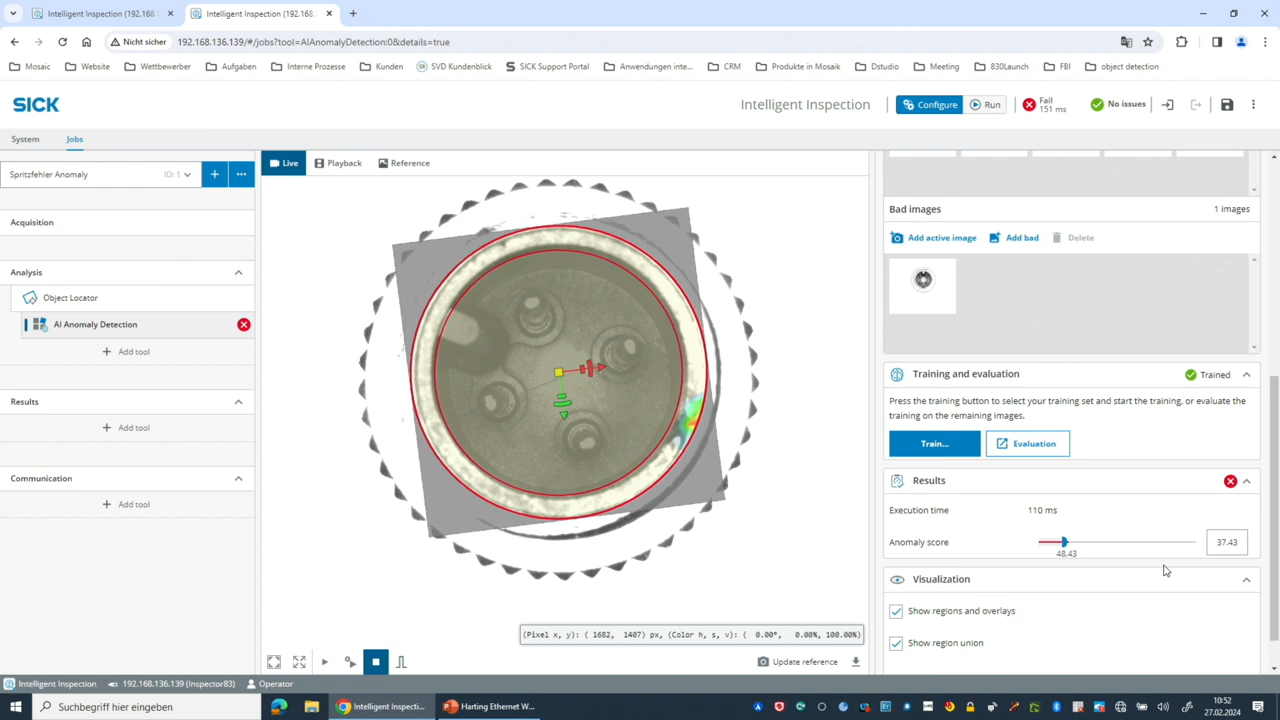 Intelligent Inspection (192.168.
Intelligent Inspection (192.168.
Nicht sicher
192.168.136.139/#/jobs?tool=AIAnomalyDetection:0&details=true
Mosaic
Website
Wettbewerber
Aufgaben
Interne Prozesse
Kunden
SVD Kundenblick
SICK Support Portal
Anwendungen inte...
CRM
Produkte in Mosaik
Dstudio
Meeting
830Launch
FBI
object detection
SICK
Intelligent Inspection
Configure
Run
Fail
151 ms
No issues
System
Jobs
Spritzfehler Anomaly
ID: 1
Live
Playback
Reference
Acquisition
Analysis
Object Locator
AI Anomaly Detection
Add tool
Results
Add tool
Communication
Add tool
Bad images
1 images
Add active image
Add bad
Delete
Training and evaluation
Trained
Press the training button to select your training set and start the training, or evaluate the
training on the remaining images.
Train...
Evaluation
Results
Execution time
110 ms
Anomaly score
48.43
37.43
Visualization
Show regions and overlays
Show region union
(Pixel x, y): ( 1682, 1407) px, (Color h, s, v): ( 0.00°, 0.00%, 100.00%)
Update reference
Intelligent Inspection
192.168.136.139 (Inspector83)
Operator
Suchbegriff hier eingeben
Intelligent Inspecti...
Harting Ethernet W...
10:52
27.02.2024